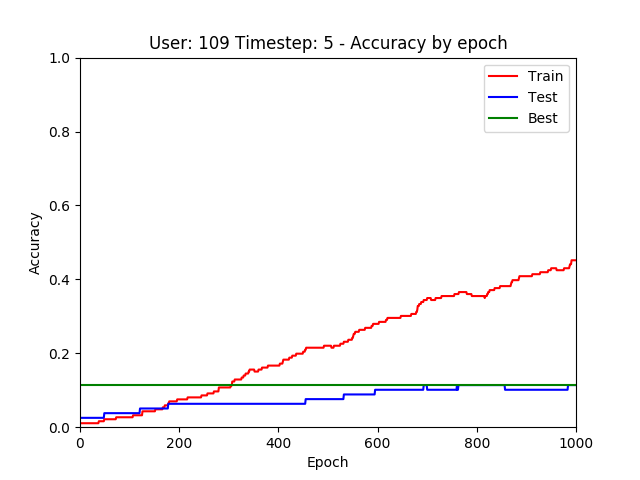 User: 109 Timestep: 5 - Accuracy by epoch
1.0
0.8
0.6
0.4
0.2
0.0
Accuracy
Train
Test
Best
0 200 400 600 800 1000
Epoch